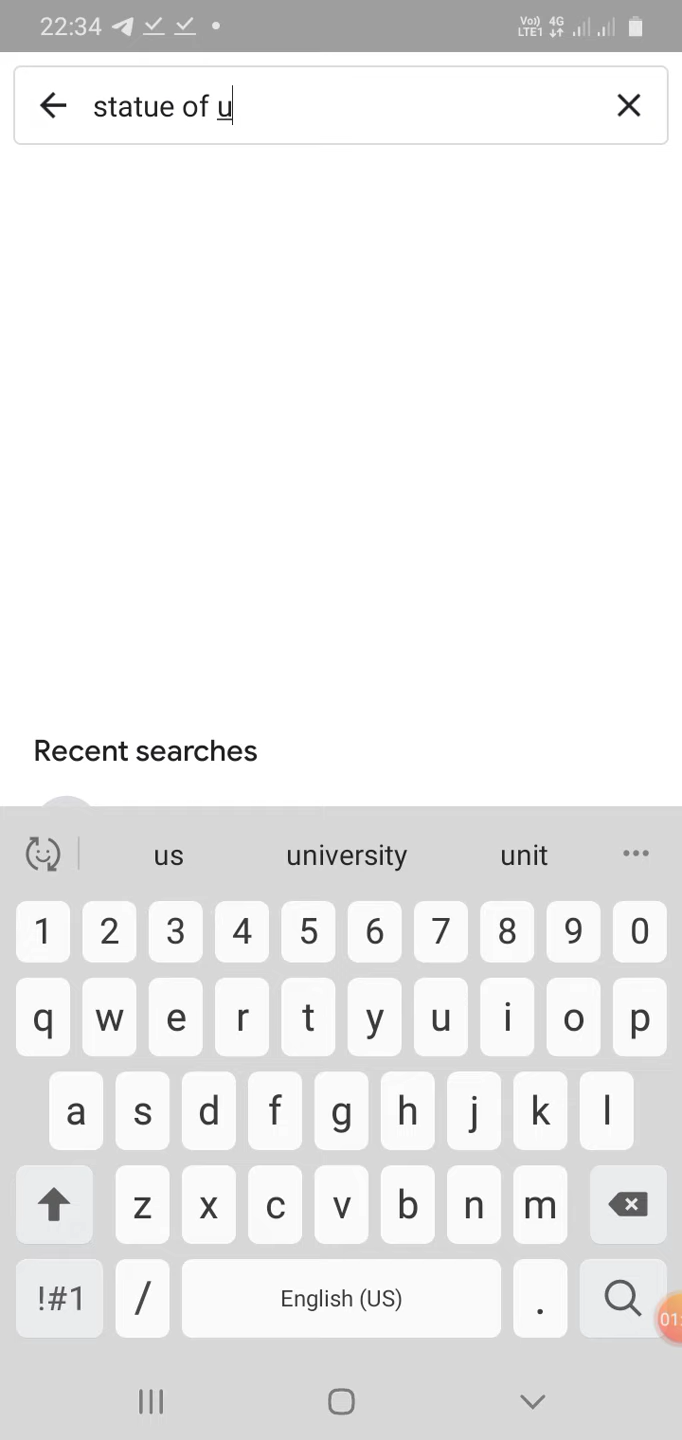 22:34
Vo)) 4G
LTE1
statue of u
Recent searches
us university unit
1 2 3 4 5 6 7 8 9 0
q w e r t y u i o p
a s d f g h j k l
z x c v b n m
!#1 / English (US) .
01: